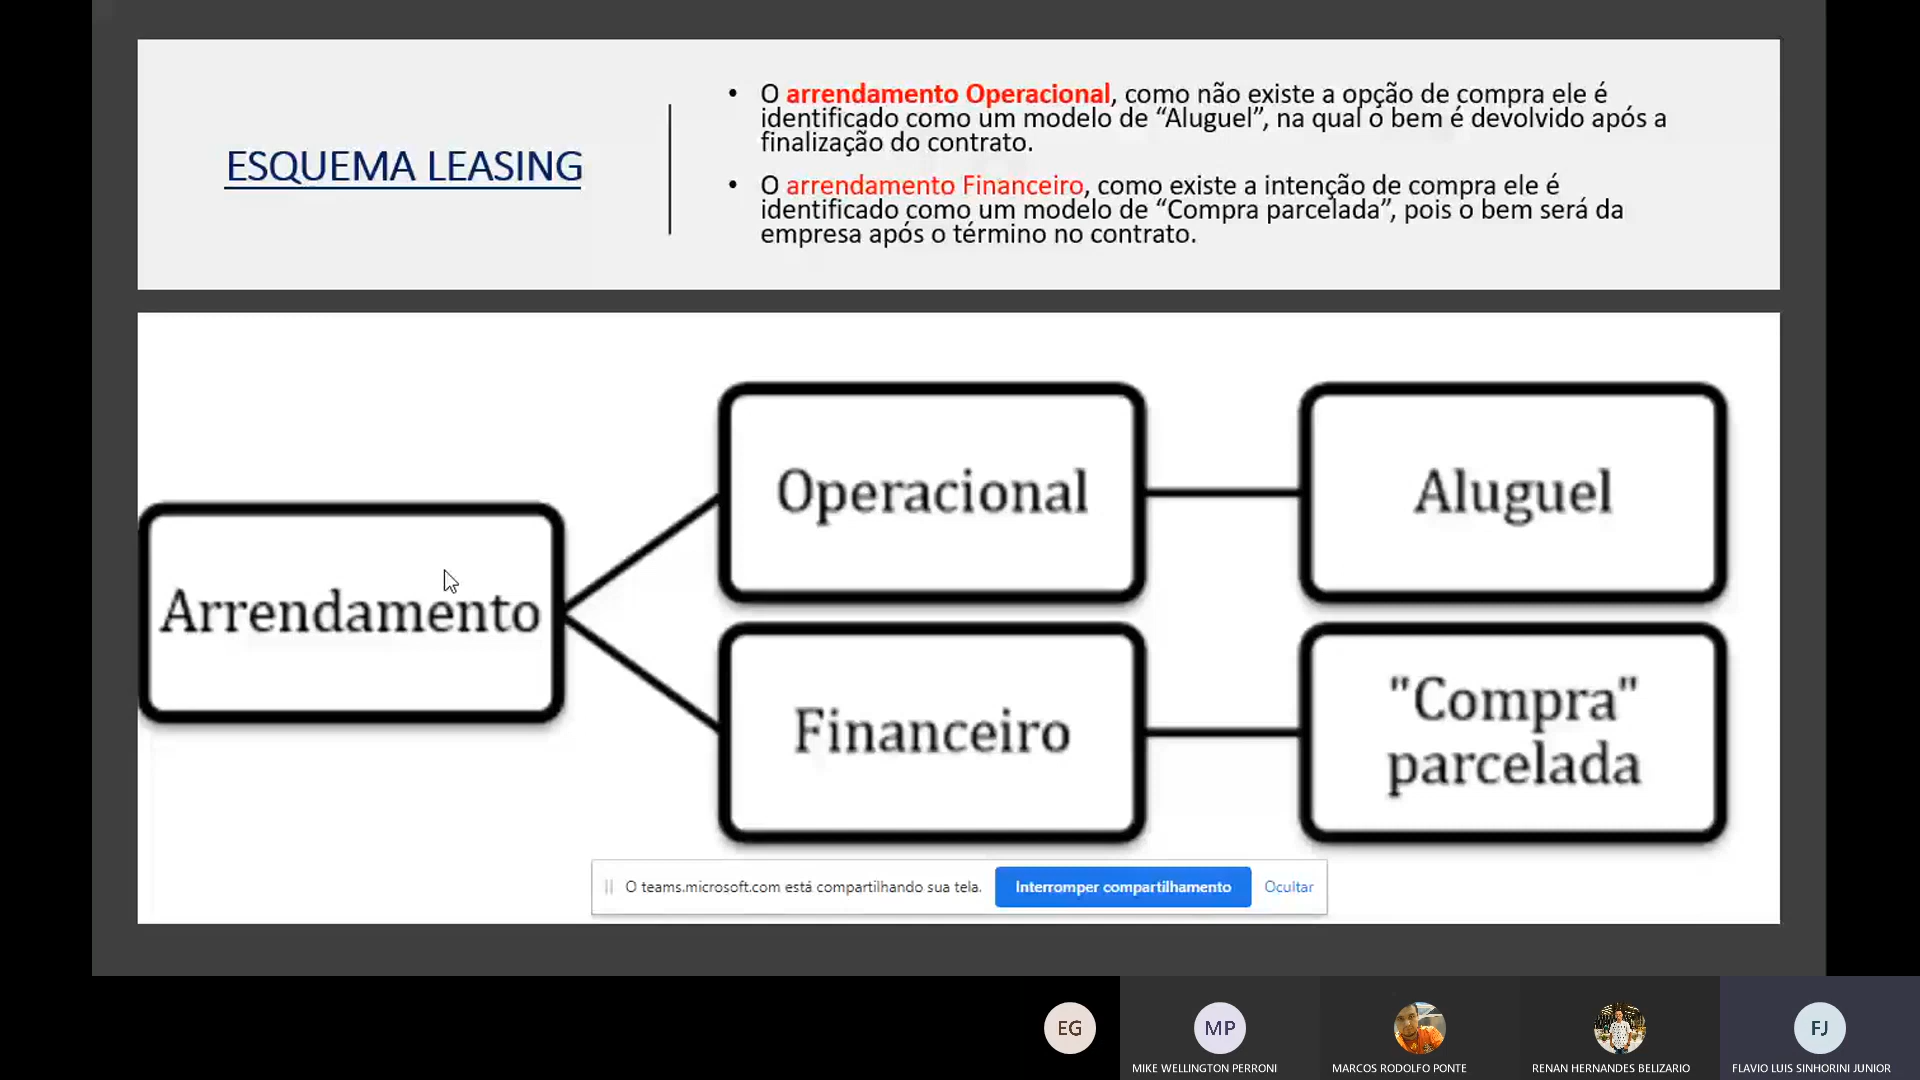 ESQUEMA LEASING
• O arrendamento Operacional, como não existe a opção de compra ele é
identificado como um modelo de “Aluguel”, na qual o bem é devolvido após a
finalização do contrato.
• O arrendamento Financeiro, como existe a intenção de compra ele é
identificado como um modelo de “Compra parcelada”, pois o bem será da
empresa após o término no contrato.
Arrendamento
Operacional
Aluguel
Financeiro
"Compra"
parcelada
O teams.microsoft.com está compartilhando sua tela.
Interromper compartilhamento
Ocultar
EG
MP
FJ
MIKE WELLINGTON PERRONI
MARCOS RODOLFO PONTE
RENAN HERNANDES BELIZARIO
FLAVIO LUIS SINHORINI JUNIOR